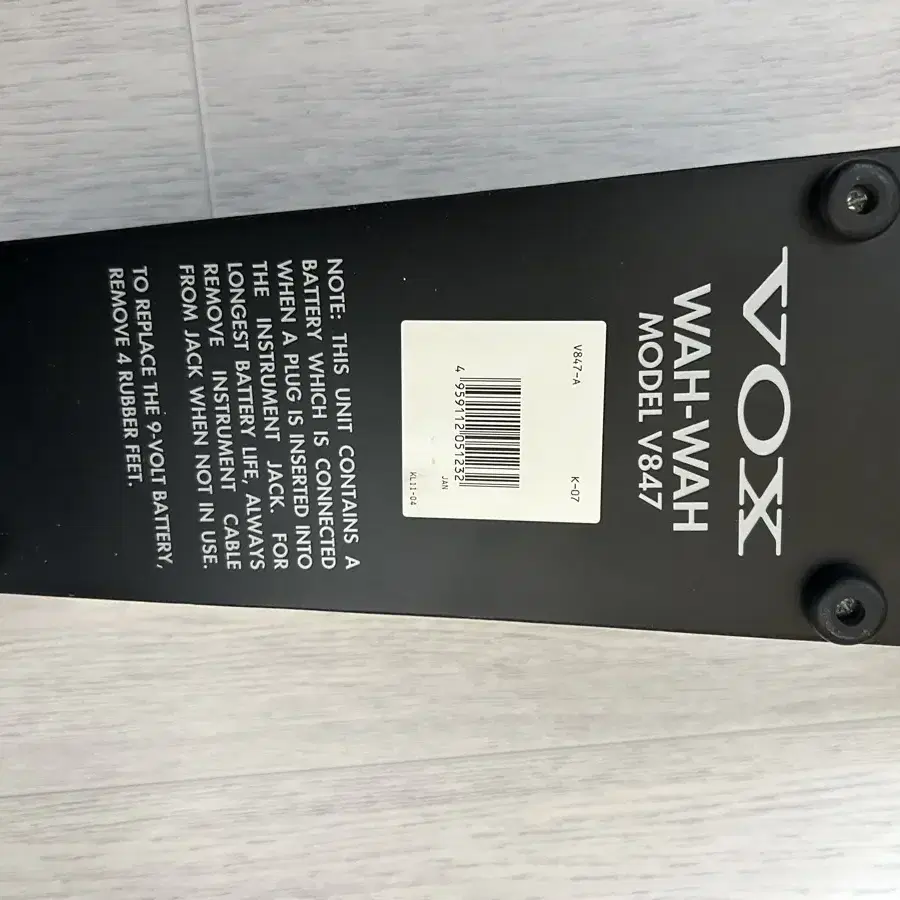 VOX
WAH-WAH
MODEL V847
V847-A
K-07
4 959112 051232
JAN
KL11-04
NOTE: THIS UNIT CONTAINS A
BATTERY WHICH IS CONNECTED
WHEN A PLUG IS INSERTED INTO
THE INSTRUMENT JACK. FOR
LONGEST BATTERY LIFE, ALWAYS
REMOVE INSTRUMENT CABLE
FROM JACK WHEN NOT IN USE.
TO REPLACE THE 9-VOLT BATTERY,
REMOVE 4 RUBBER FEET.